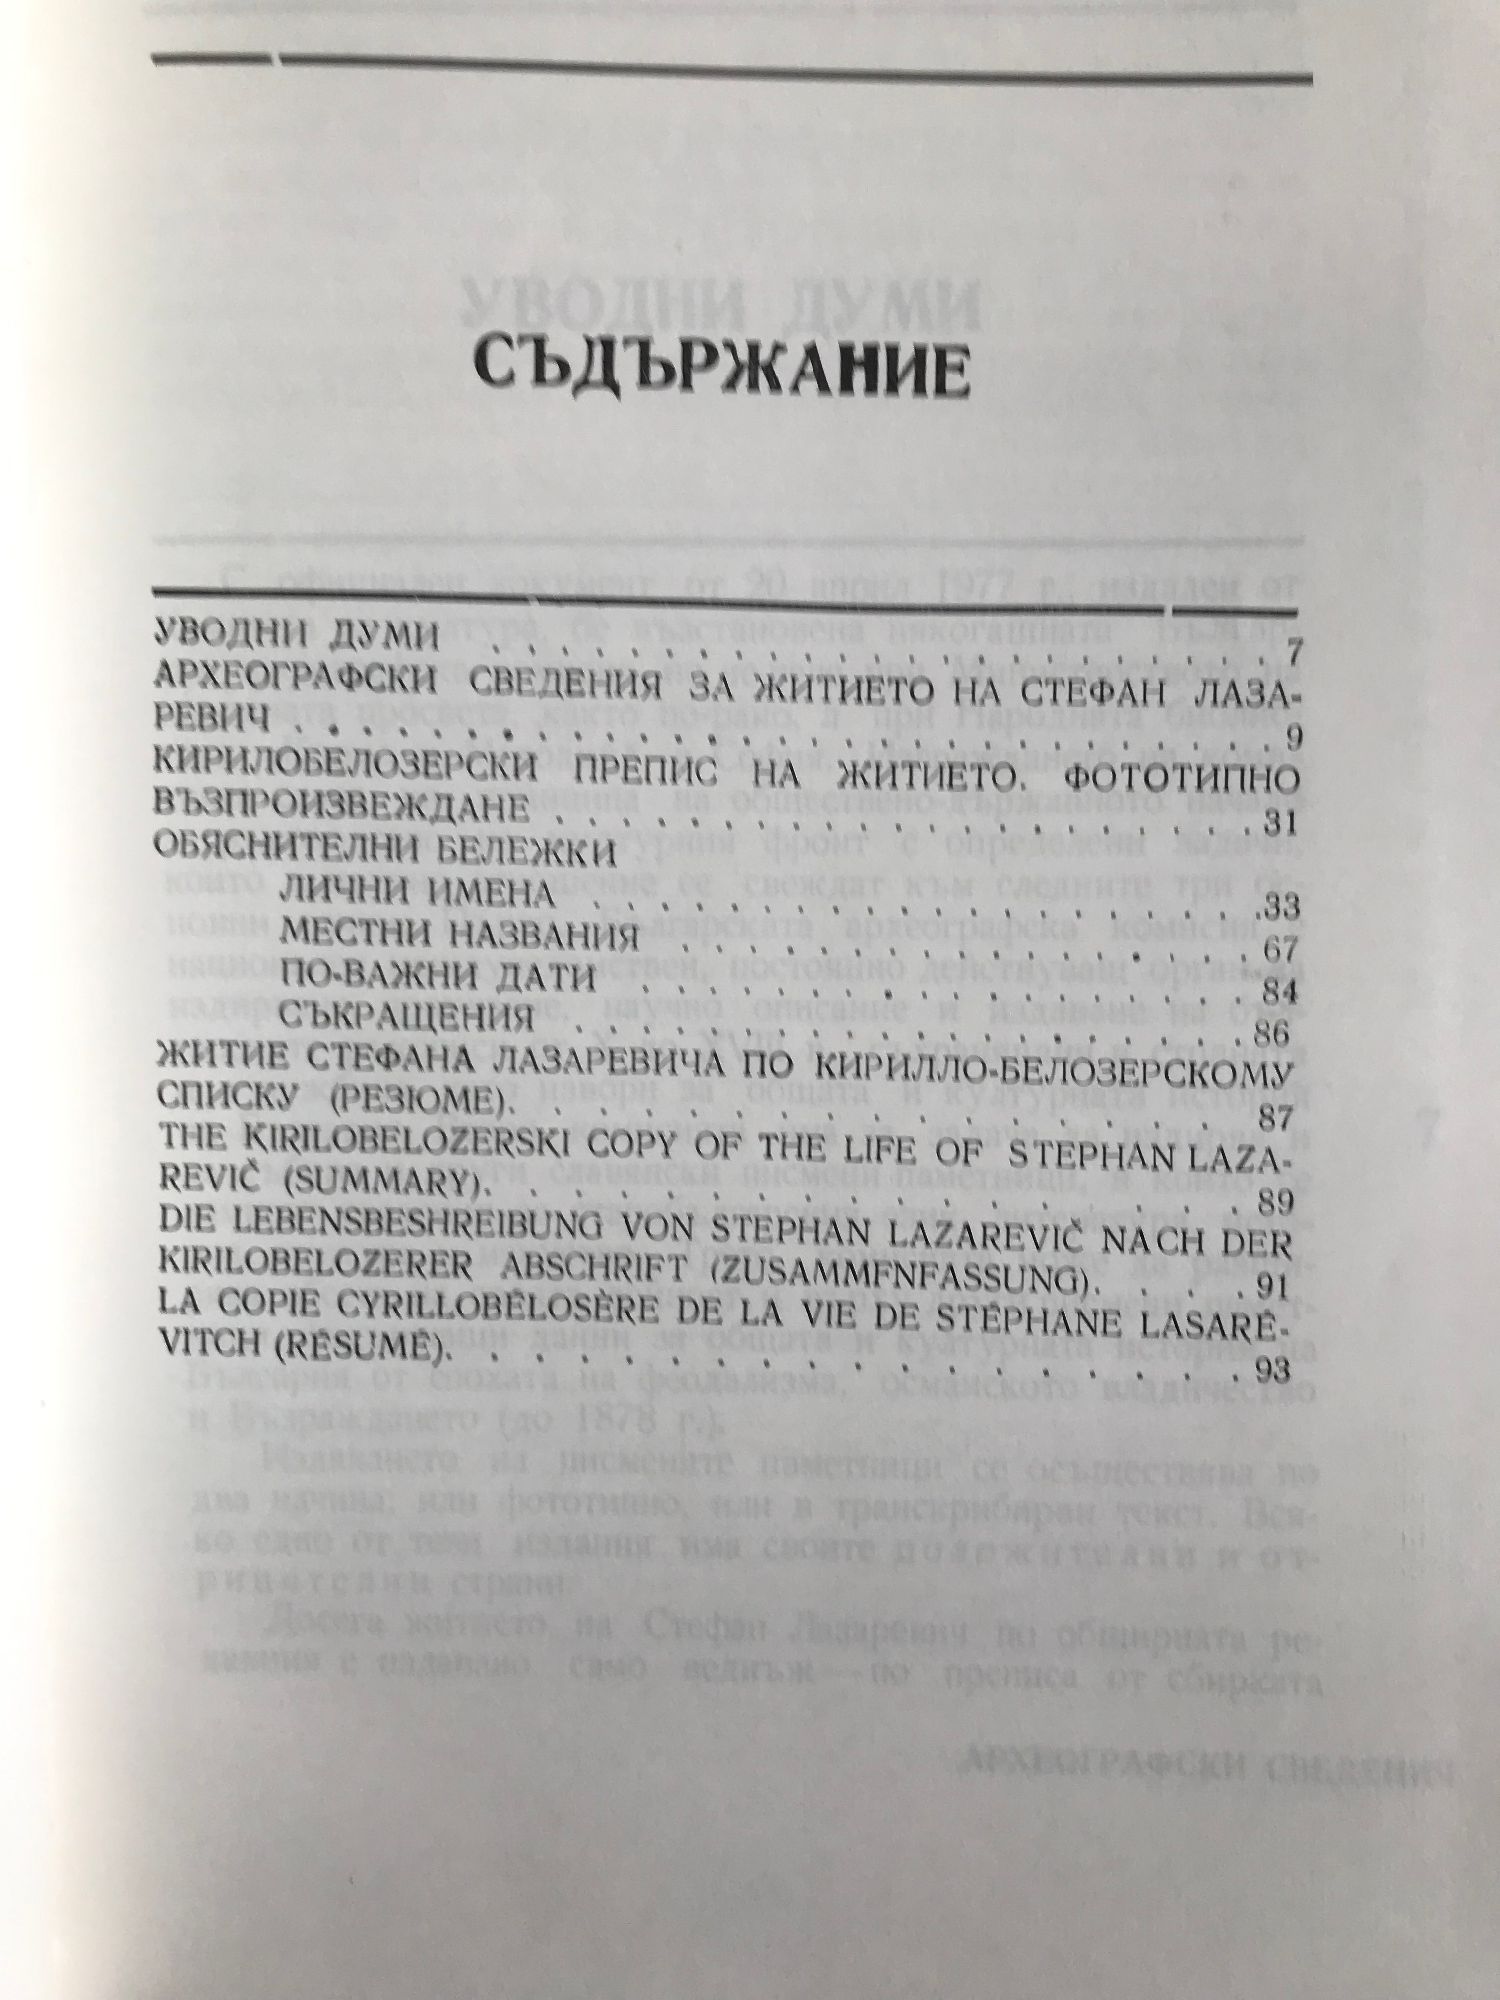 СЪДЪРЖАНИЕ
УВОДНИ ДУМИ . . . . . . . . . . . . . . . . . . . . . . . 7
АРХЕОГРАФСКИ СВЕДЕНИЯ ЗА ЖИТИЕТО НА СТЕФАН ЛАЗА-
РЕВИЧ . . . . . . . . . . . . . . . . . . . . . . . . . . . . 9
КИРИЛОБЕЛОЗЕРСКИ ПРЕПИС НА ЖИТИЕТО. ФОТОТИПНО
ВЪЗПРОИЗВЕЖДАНЕ . . . . . . . . . . . . . . . . . . . . . 31
ОБЯСНИТЕЛНИ БЕЛЕЖКИ
ЛИЧНИ ИМЕНА . . . . . . . . . . . . . . . . . . . . 33
МЕСТНИ НАЗВАНИЯ . . . . . . . . . . . . . . . . . 67
ПО-ВАЖНИ ДАТИ . . . . . . . . . . . . . . . . . . 84
СЪКРАЩЕНИЯ . . . . . . . . . . . . . . . . . . . . 86
ЖИТИЕ СТЕФАНА ЛАЗАРЕВИЧА ПО КИРИЛЛО-БЕЛОЗЕРСКОМУ
СПИСКУ (РЕЗЮМЕ). . . . . . . . . . . . . . . . 87
THE KIRILOBELOZERSKI COPY OF THE LIFE OF STEPHAN LAZA-
REVIČ (SUMMARY). . . . . . . . . . . . . . . . . 89
DIE LEBENSBESHREIBUNG VON STEPHAN LAZAREVIČ NACH DER
KIRILOBELOZERER ABSCHRIFT (ZUSAMMFNFASSUNG). . . . 91
LA COPIE CYRILLOBÉLOSÈRE DE LA VIE DE STÉPHANE LASARÉ-
VITCH (RÉSUMÉ). . . . . . . . . . . . . . . . . 93